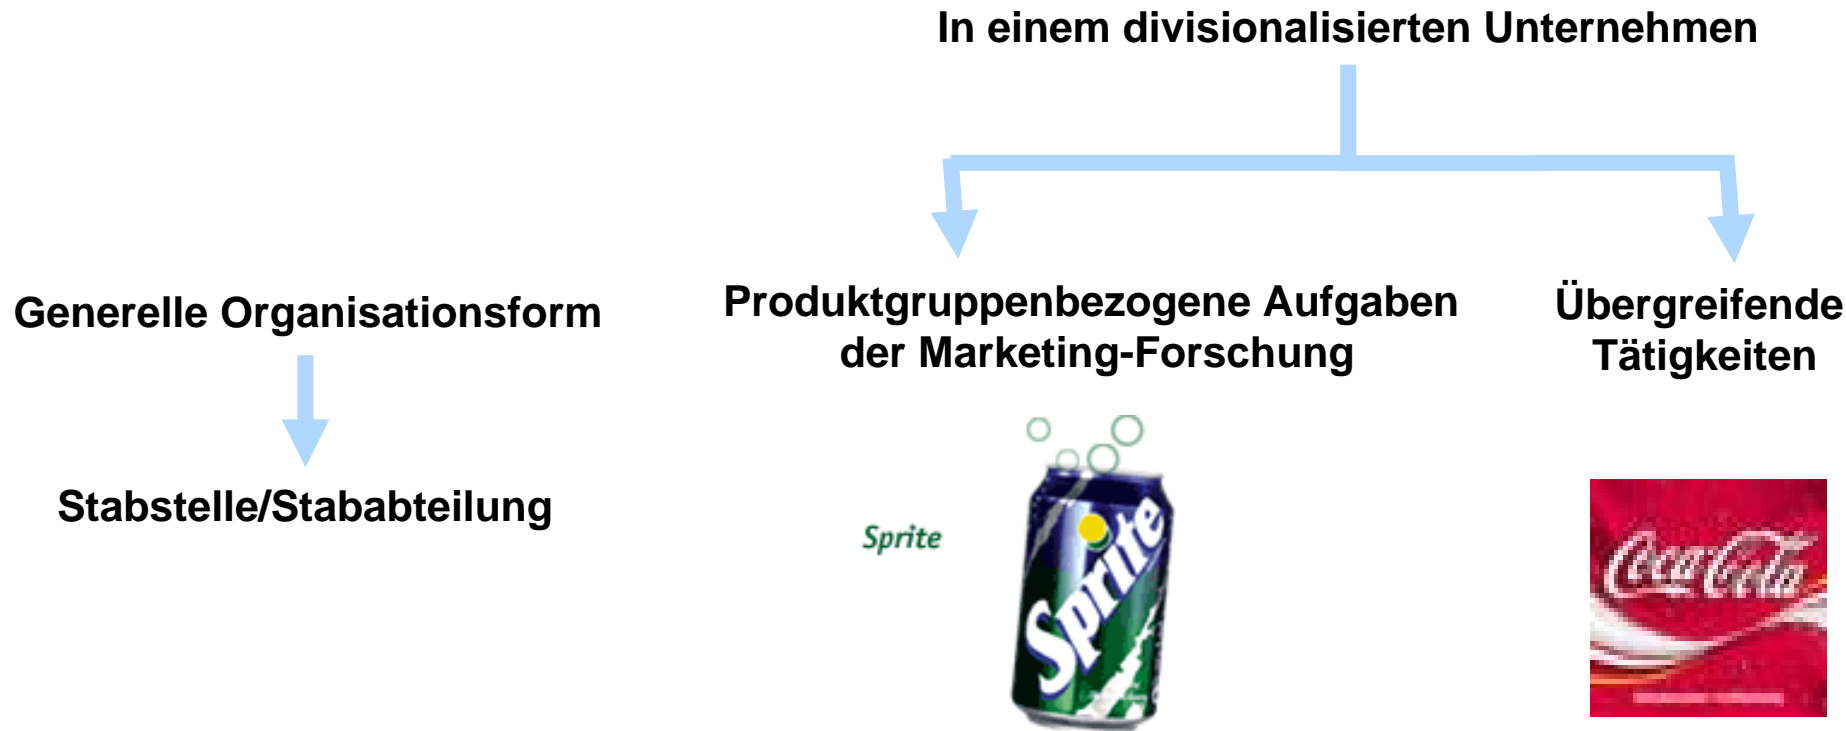 In einem divisionalisierten Unternehmen
Generelle Organisationsform
Stabstelle/Stababteilung
Produktgruppenbezogene Aufgaben
der Marketing-Forschung
Übergreifende
Tätigkeiten
Sprite
Sprite
Coca-Cola